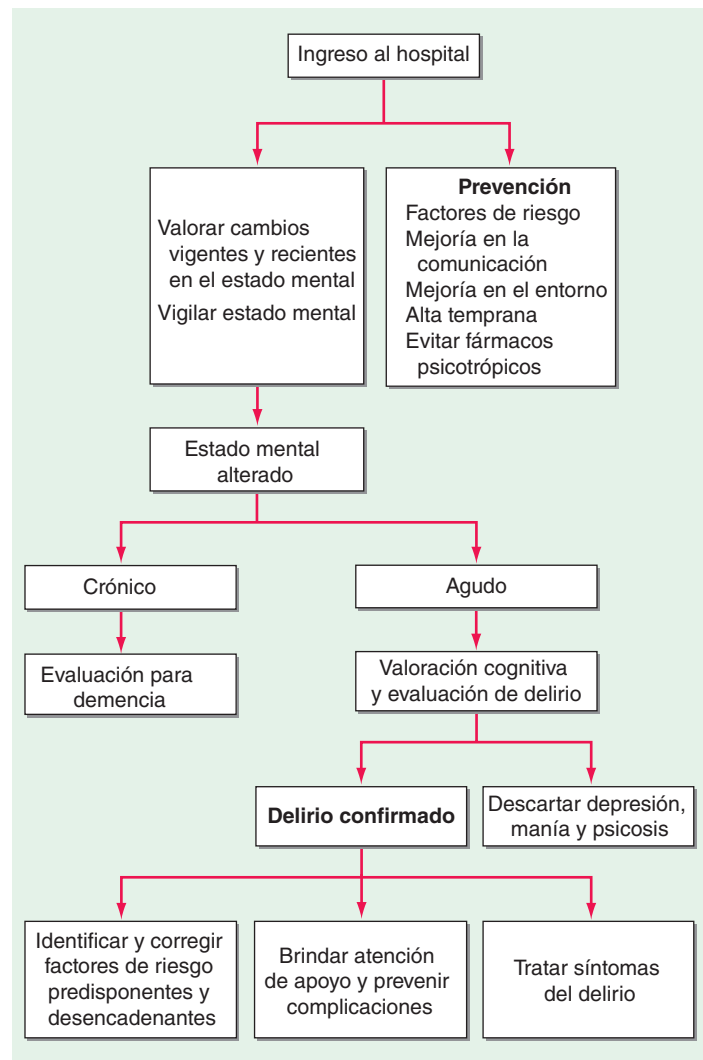 Ingreso al hospital
Valorar cambios
vigentes y recientes
en el estado mental
Vigilar estado mental
Prevención
Factores de riesgo
Mejoría en la
comunicación
Mejoría en el entorno
Alta temprana
Evitar fármacos
psicotrópicos
Estado mental
alterado
Crónico
Agudo
Evaluación para
demencia
Valoración cognitiva
y evaluación de delirio
Delirio confirmado
Descartar depresión,
manía y psicosis
Identificar y corregir
factores de riesgo
predisponentes y
desencadenantes
Brindar atención
de apoyo y prevenir
complicaciones
Tratar síntomas
del delirio